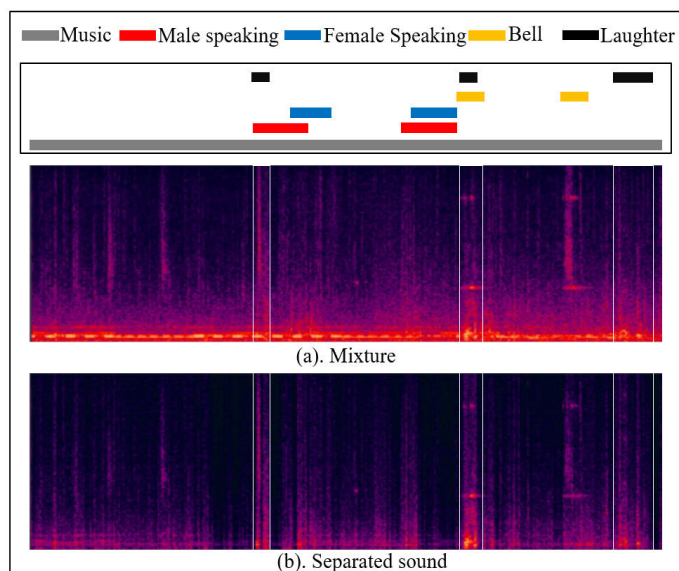 Music Male speaking Female Speaking Bell Laughter
(a). Mixture
(b). Separated sound